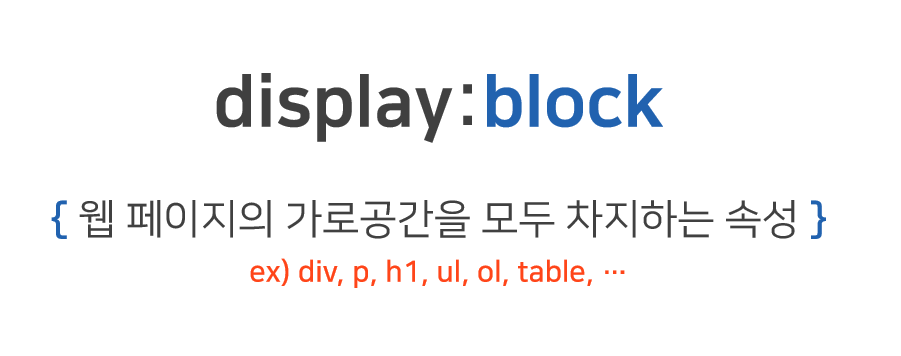 display:block
{ 웹 페이지의 가로공간을 모두 차지하는 속성 }
ex) div, p, h1, ul, ol, table, ···